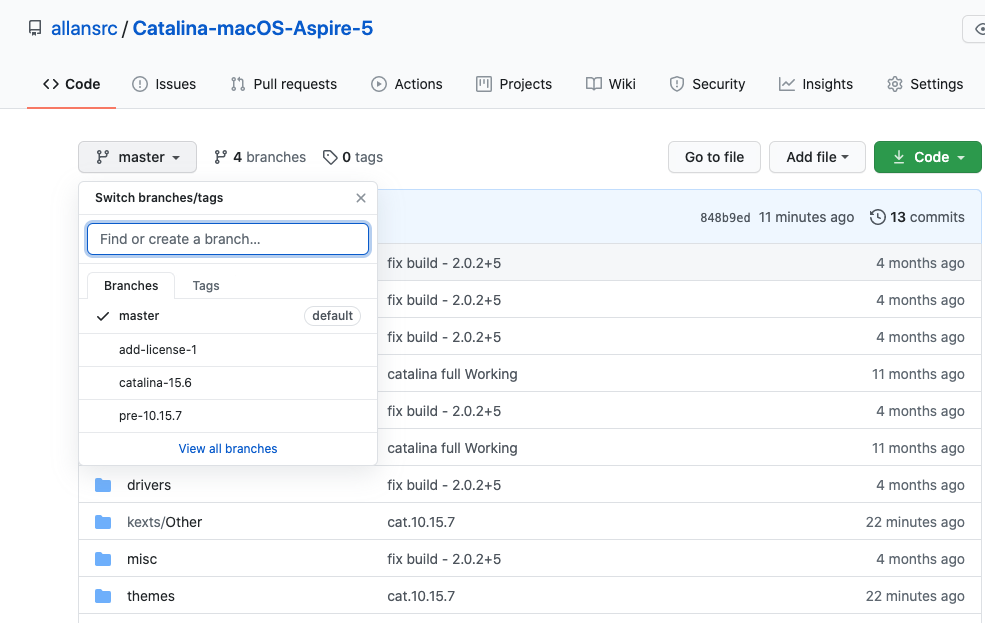 allansrc / Catalina-macOS-Aspire-5
Code Issues Pull requests Actions Projects Wiki Security Insights Settings
master 4 branches 0 tags Go to file Add file Code
Switch branches/tags
Find or create a branch...
Branches Tags
master default
add-license-1
catalina-15.6
pre-10.15.7
View all branches
848b9ed 11 minutes ago 13 commits
fix build - 2.0.2+5 4 months ago
fix build - 2.0.2+5 4 months ago
fix build - 2.0.2+5 4 months ago
catalina full Working 11 months ago
fix build - 2.0.2+5 4 months ago
catalina full Working 11 months ago
drivers fix build - 2.0.2+5 4 months ago
kexts/Other cat.10.15.7 22 minutes ago
misc fix build - 2.0.2+5 4 months ago
themes cat.10.15.7 22 minutes ago